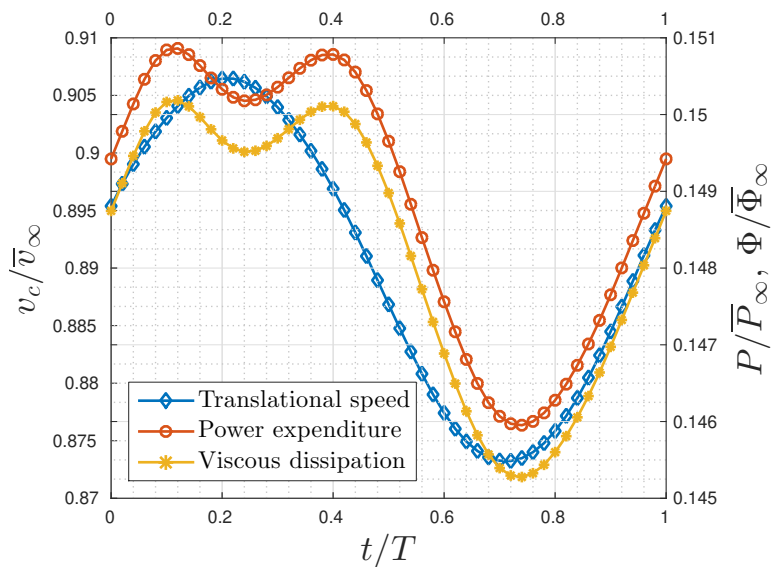 0 0.2 0.4 0.6 0.8 1
0.91
0.905
0.9
0.895
0.89
0.885
0.88
0.875
0.87
v_c/v̅_∞
0.151
0.15
0.149
0.148
0.147
0.146
0.145
P/P̅_∞, Φ/Φ̅_∞
Translational speed
Power expenditure
Viscous dissipation
0 0.2 0.4 0.6 0.8 1
t/T